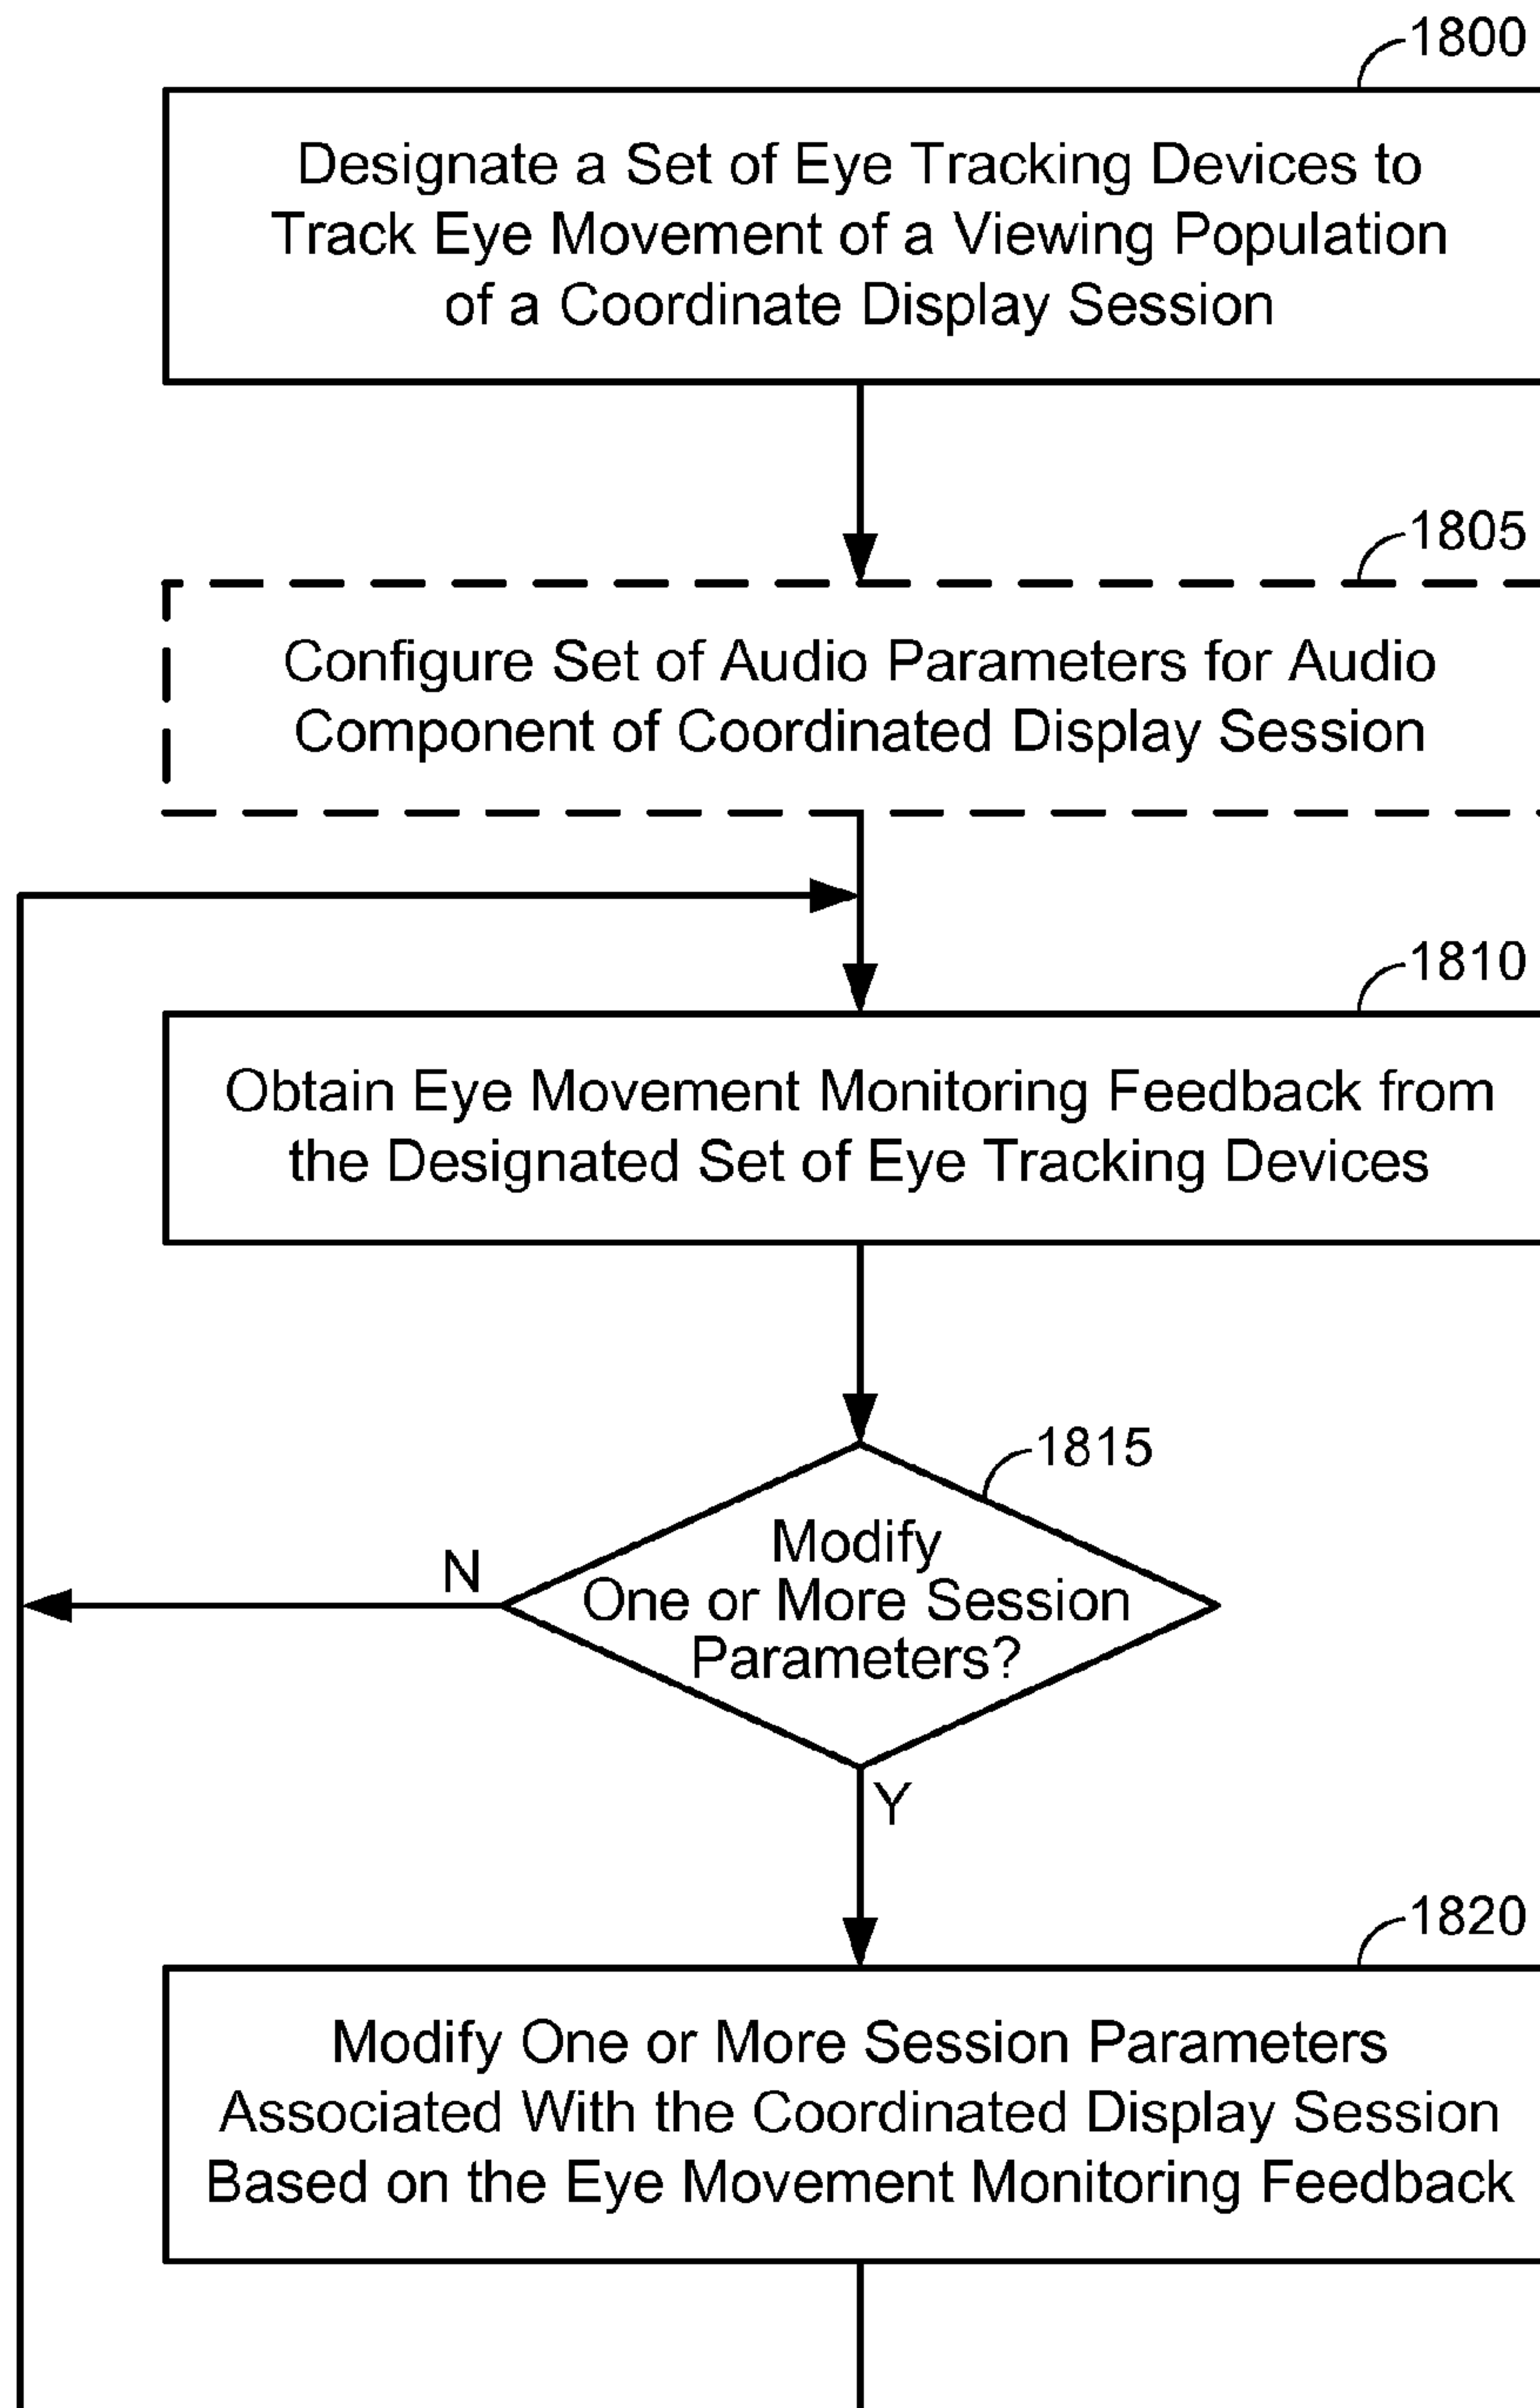 1800
Designate a Set of Eye Tracking Devices to
Track Eye Movement of a Viewing Population
of a Coordinate Display Session
1805
Configure Set of Audio Parameters for Audio
Component of Coordinated Display Session
1810
Obtain Eye Movement Monitoring Feedback from
the Designated Set of Eye Tracking Devices
1815
Modify
One or More Session
Parameters?
N
Y
1820
Modify One or More Session Parameters
Associated With the Coordinated Display Session
Based on the Eye Movement Monitoring Feedback